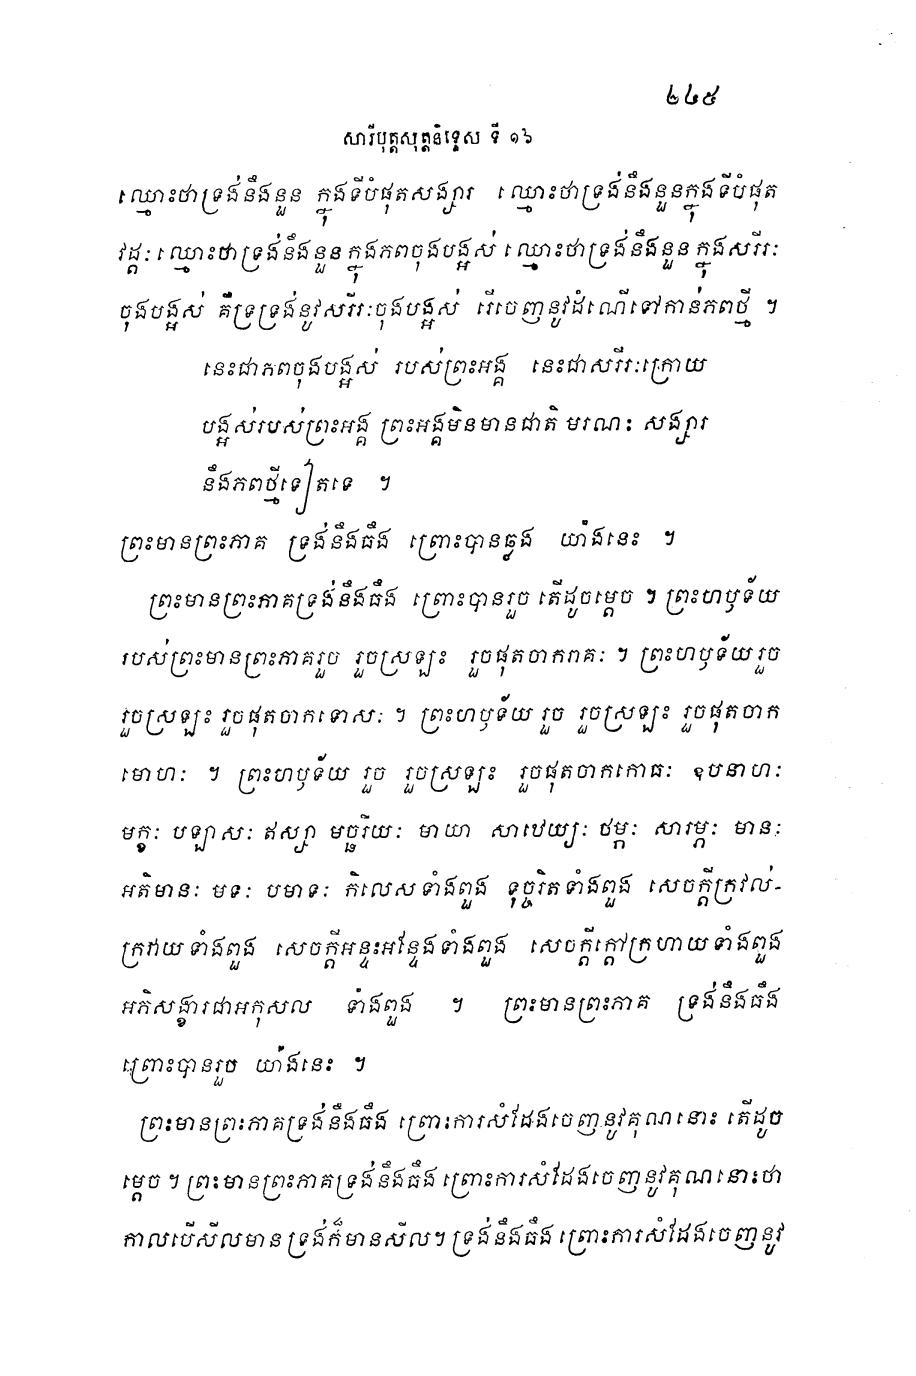 ២៤៥
សារីបុត្តសុត្តនិទ្ទេស ទី ១៦
ឈ្មោះថាទ្រង់នឹងនួន ក្នុងទីបំផុតសង្សារ ឈ្មោះថាទ្រង់នឹងនួនក្នុងទីបំផុត
វដ្តៈ ឈ្មោះថាទ្រង់នឹងនួនក្នុងភពចុងបង្អស់ ឈ្មោះថាទ្រង់នឹងនួនក្នុងសរីរៈ
ចុងបង្អស់ គឺទ្រទ្រង់នូវសរីរៈចុងបង្អស់ រើចេញនូវដំណើទៅកាន់ភពថ្មី ។
នេះជាភពចុងបង្អស់ របស់ព្រះអង្គ នេះជាសរីរៈក្រោយ
បង្អស់របស់ព្រះអង្គ ព្រះអង្គមិនមានជាតិ មរណះ សង្សារ
នឹងភពថ្មីទៀតទេ ។
ព្រះមានព្រះភាគ ទ្រង់នឹងធឹង ព្រោះបានឆ្លង យាំងនេះ ។
ព្រះមានព្រះភាគទ្រង់នឹងធឹង ព្រោះបានរួច តើដូចម្តេច ។ ព្រះហឫទ័យ
របស់ព្រះមានព្រះភាគរួច រួចស្រឡះ រួចផុតចាករាគៈ ។ ព្រះហឫទ័យរួច
រួចស្រឡះ រួចផុតចាកទោសៈ ។ ព្រះហឫទ័យ រួច រួចស្រឡះ រួចផុតចាក
មោហៈ ។ ព្រះហឫទ័យ រួច រួចស្រឡះ រួចផុតចាកកោធៈ ឧបនាហៈ
មក្ខៈ បឡាសៈ ឥស្សា មច្ឆរិយៈ មាយា សាឋេយ្យៈ ថម្ភៈ សារម្ភៈ មានៈ
អតិមានៈ មទៈ បមាទៈ កិលេសទាំងពួង ទុច្ចរិតទាំងពួង សេចក្តីក្រវល់-
ក្រវាយទាំងពួង សេចក្តីអន្ទះអន្ទែងទាំងពួង សេចក្តីក្តៅក្រហាយទាំងពួង
អភិសង្ខារជាអកុសល ទាំងពួង ។ ព្រះមានព្រះភាគ ទ្រង់នឹងធឹង
ព្រោះបានរួច យាំងនេះ ។
ព្រះមានព្រះភាគទ្រង់នឹងធឹង ព្រោះការសំដែងចេញនូវគុណនោះ តើដូច
ម្តេច ។ ព្រះមានព្រះភាគទ្រង់នឹងធឹង ព្រោះការសំដែងចេញនូវគុណនោះថា
កាលបើសីលមាន ទ្រង់ក៏មានសីល។ ទ្រង់នឹងធឹង ព្រោះការសំដែងចេញនូវ